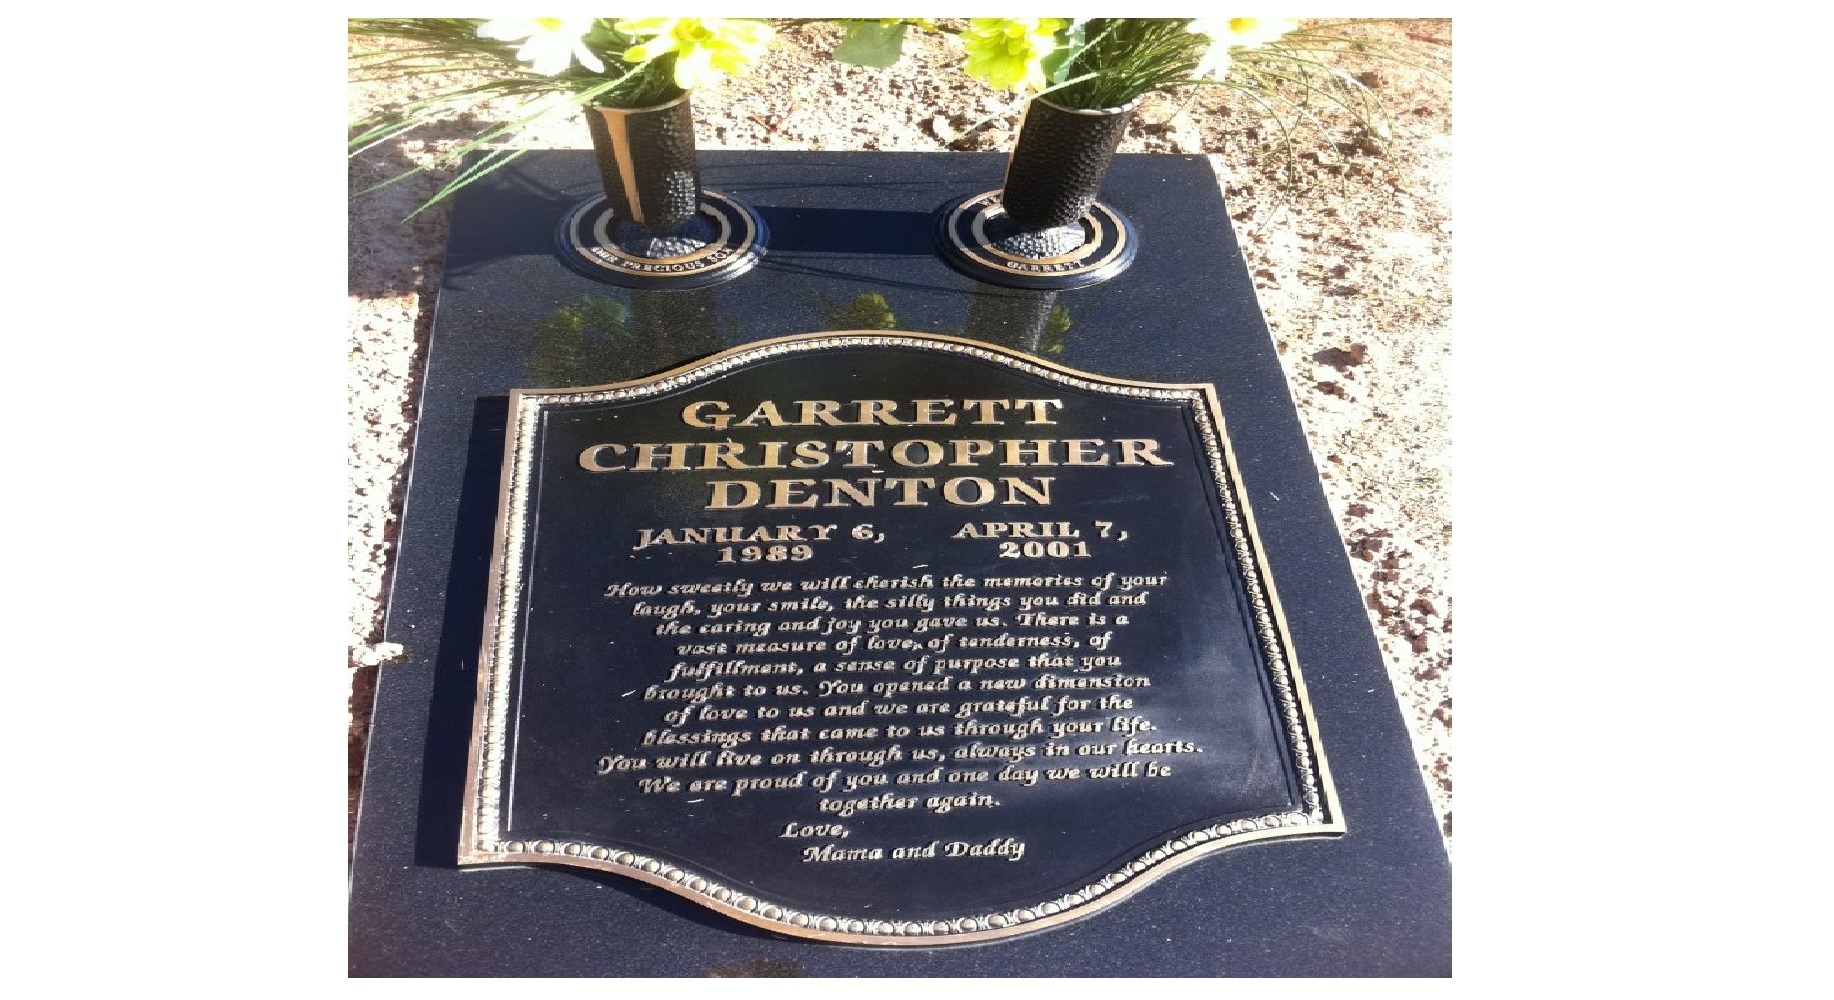 PRECIOUS
GARRETT
GARRETT
CHRISTOPHER
DENTON
JANUARY 6, APRIL 7,
1989 2001
How sweetly we will cherish the memories of your
laugh, your smile, the silly things you did and
the caring and joy you gave us. There is a
vast measure of love, of tenderness, of
fulfillment, a sense of purpose that you
brought to us. You opened a new dimension
of love to us and we are grateful for the
blessings that came to us through your life.
You will live on through us, always in our hearts.
We are proud of you and one day we will be
together again.
Love,
Mama and Daddy